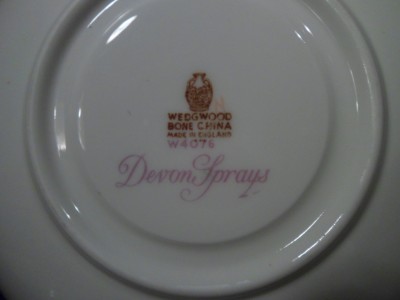 WEDGWOOD
BONE CHINA
MADE IN ENGLAND
W4076
Devon Sprays